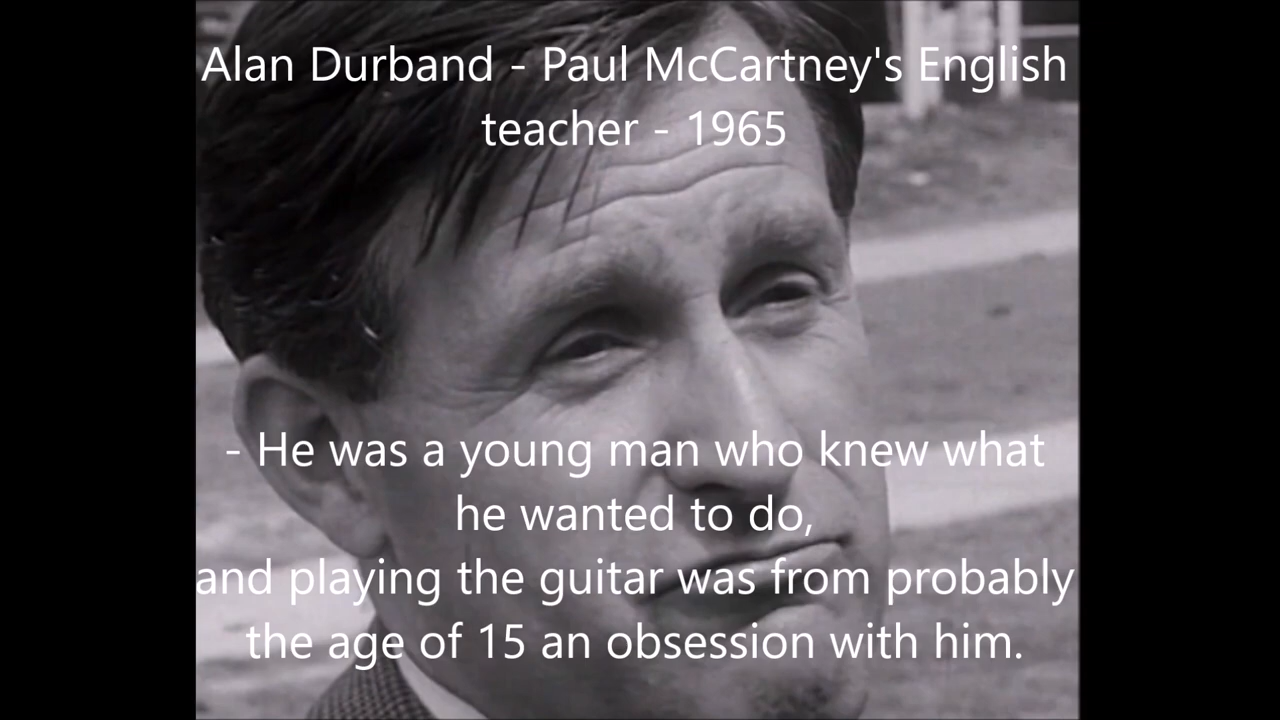 Alan Durband - Paul McCartney's English
teacher - 1965
- He was a young man who knew what
he wanted to do,
and playing the guitar was from probably
the age of 15 an obsession with him.